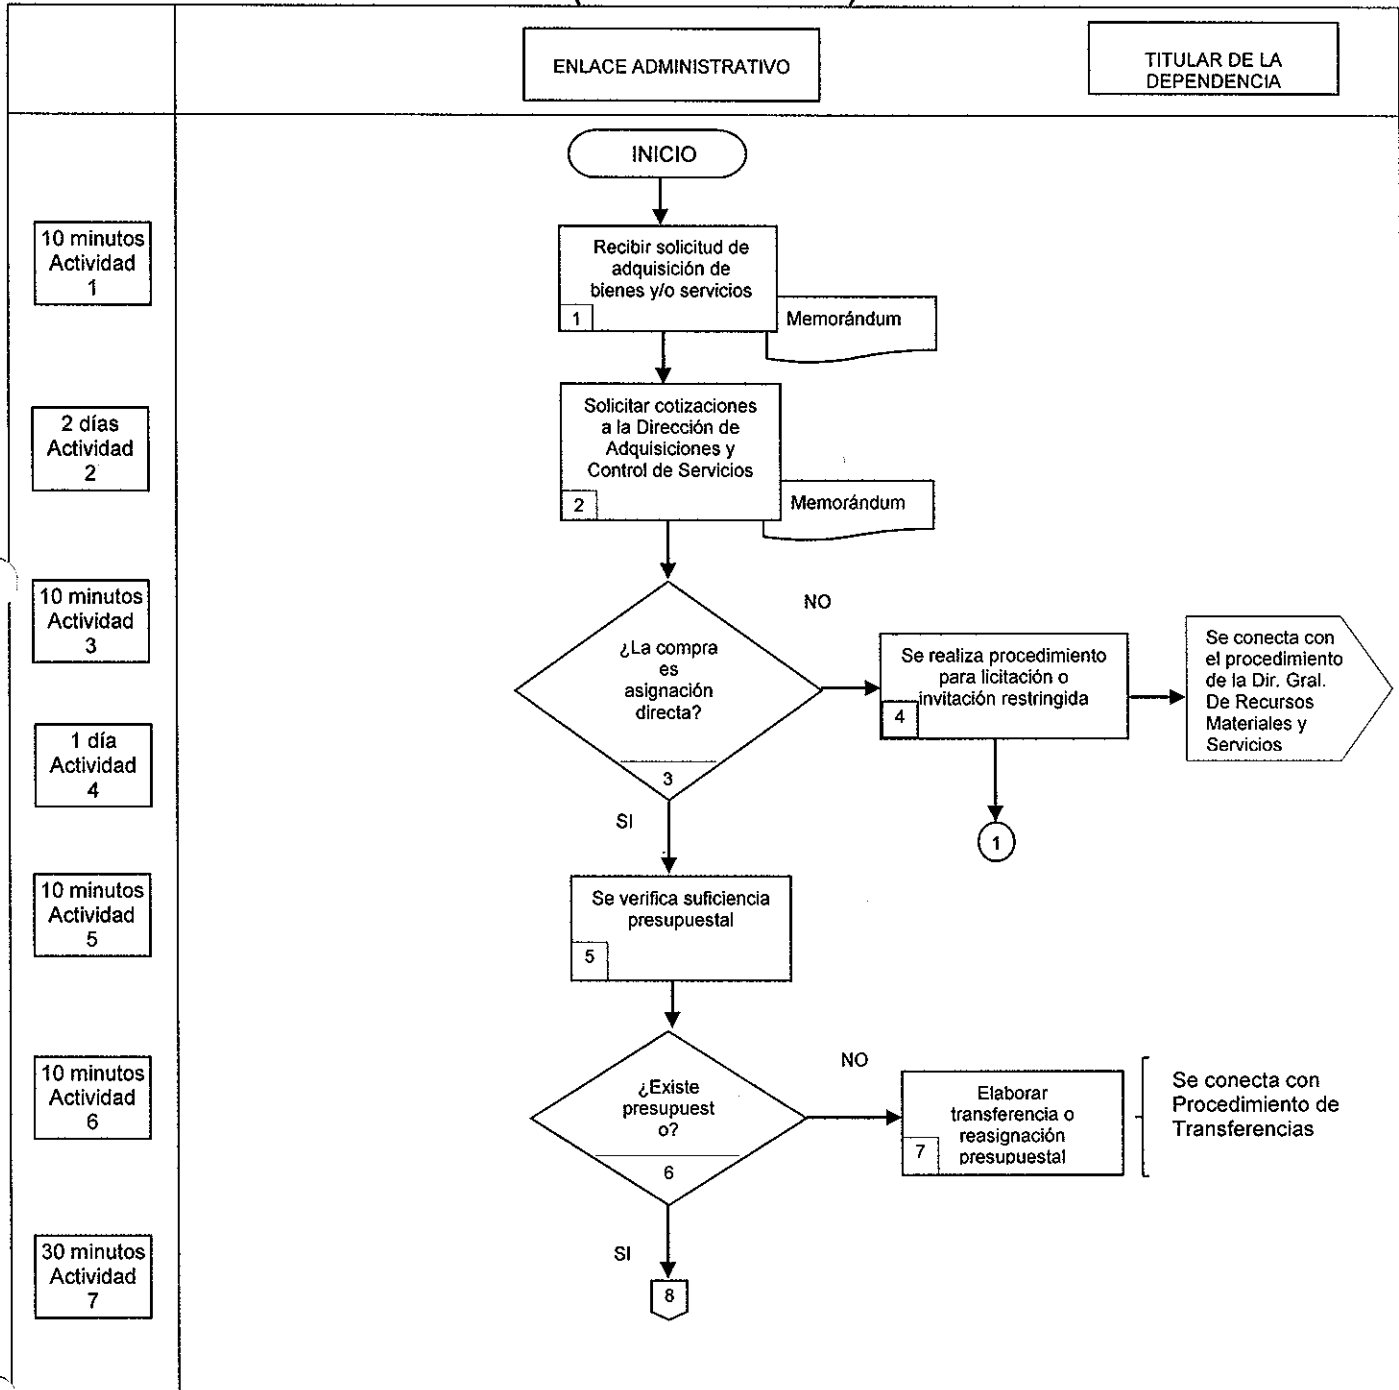 ENLACE ADMINISTRATIVO
TITULAR DE LA
DEPENDENCIA
INICIO
10 minutos
Actividad
1
Recibir solicitud de
adquisición de
bienes y/o servicios
1
Memorándum
2 días
Actividad
2
Solicitar cotizaciones
a la Dirección de
Adquisiciones y
Control de Servicios
2
Memorándum
10 minutos
Actividad
3
¿La compra
es
asignación
directa?
3
NO
Se realiza procedimiento
para licitación o
invitación restringida
4
Se conecta con
el procedimiento
de la Dir. Gral.
De Recursos
Materiales y
Servicios
1 día
Actividad
4
SI
1
10 minutos
Actividad
5
Se verifica suficiencia
presupuestal
5
10 minutos
Actividad
6
¿Existe
presupuest
o?
6
NO
Elaborar
transferencia o
reasignación
presupuestal
7
Se conecta con
Procedimiento de
Transferencias
30 minutos
Actividad
7
SI
8